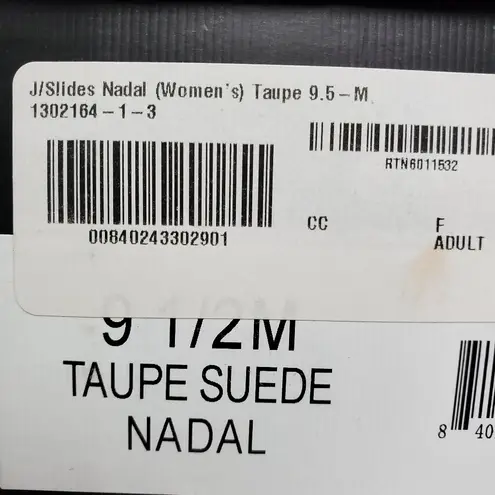 J/Slides Nadal (Women's) Taupe 9.5-M
1302164-1-3
RTN6011532
00840243302901
CC
F
ADULT
9 1/2M
TAUPE SUEDE
NADAL
8 40